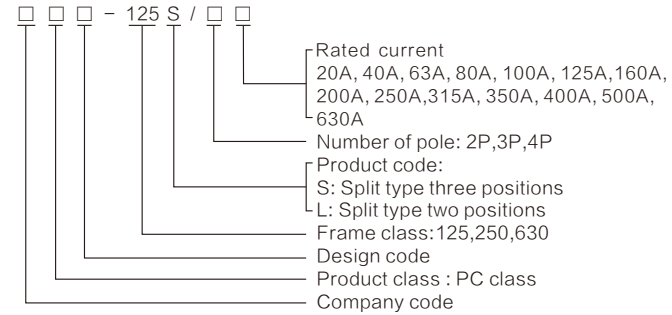 □ □ □ - 125 S / □ □
Rated current
20A, 40A, 63A, 80A, 100A, 125A,160A,
200A, 250A,315A, 350A, 400A, 500A,
630A
Number of pole: 2P,3P,4P
Product code:
S: Split type three positions
L: Split type two positions
Frame class:125,250,630
Design code
Product class : PC class
Company code